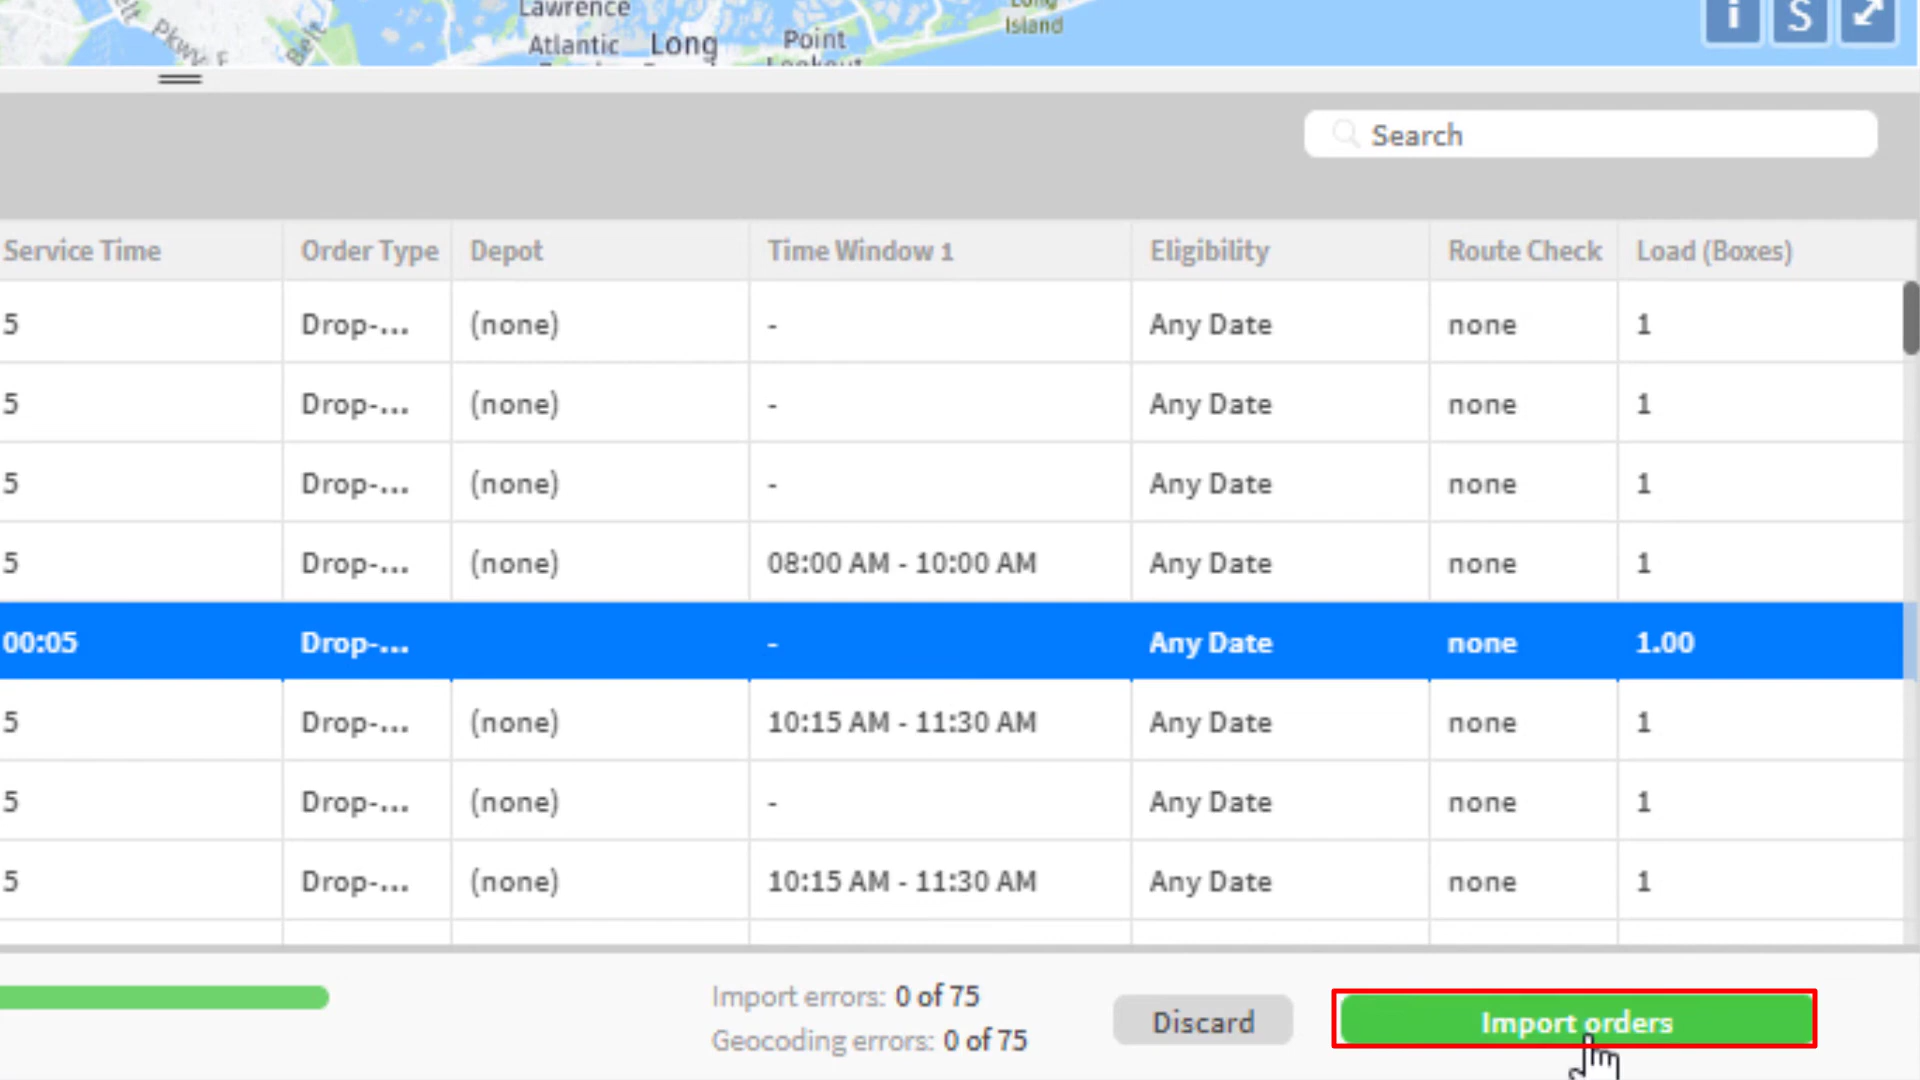 Lawrence
Long
Island
i
S
elt
Pkwy
E
Belt
Atlantic
Long
Point
Lookout
Search
Service Time Order Type Depot Time Window 1 Eligibility Route Check Load (Boxes)
5 Drop-... (none) - Any Date none 1
5 Drop-... (none) - Any Date none 1
5 Drop-... (none) - Any Date none 1
5 Drop-... (none) 08:00 AM - 10:00 AM Any Date none 1
00:05 Drop-... - Any Date none 1.00
5 Drop-... (none) 10:15 AM - 11:30 AM Any Date none 1
5 Drop-... (none) - Any Date none 1
5 Drop-... (none) 10:15 AM - 11:30 AM Any Date none 1
Import errors: 0 of 75
Geocoding errors: 0 of 75
Discard
Import orders